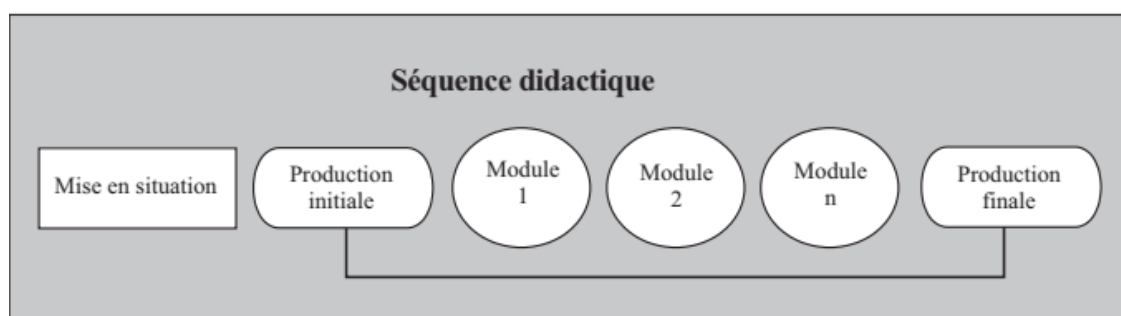 Séquence didactique
Mise en situation
Production
initiale
Module
1
Module
2
Module
n
Production
finale